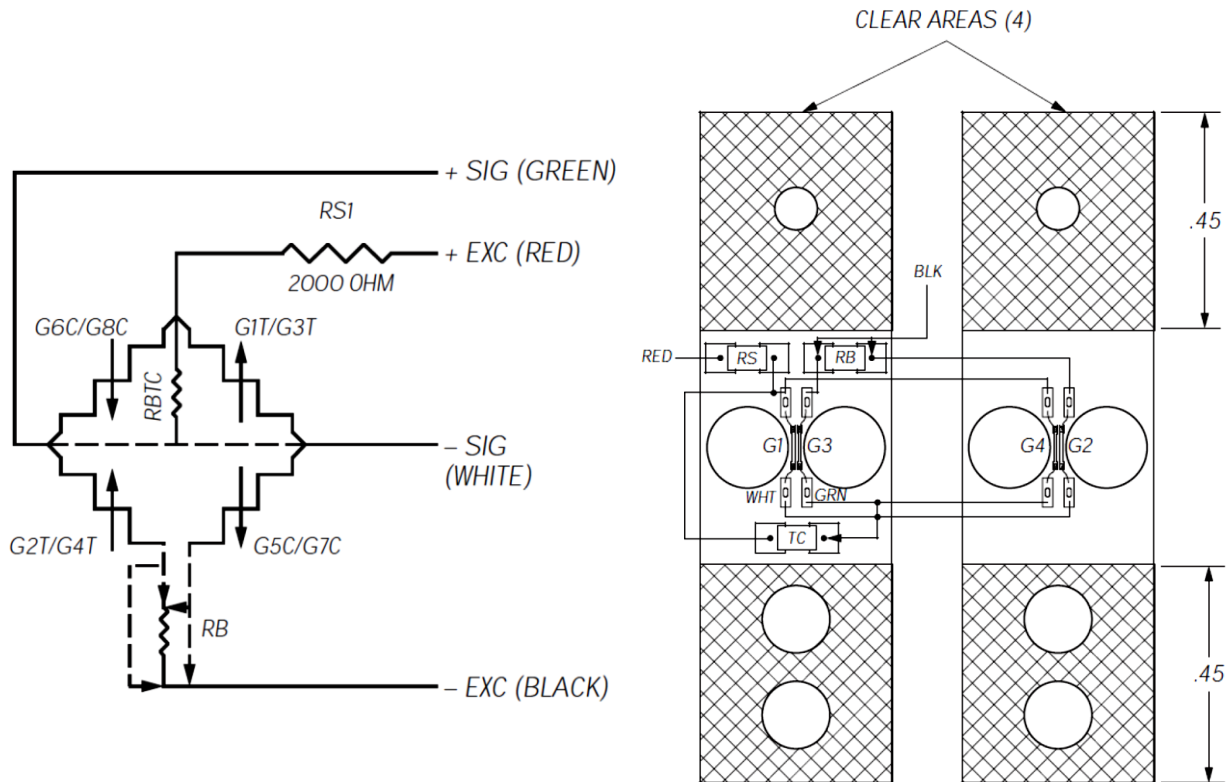 CLEAR AREAS (4)
+ SIG (GREEN)
RS1
+ EXC (RED)
2000 OHM
G6C/G8C
G1T/G3T
RBTC
− SIG
(WHITE)
G2T/G4T
G5C/G7C
RB
− EXC (BLACK)
.45
BLK
RED
RS
RB
G1
G3
G4
G2
WHT
GRN
TC
.45